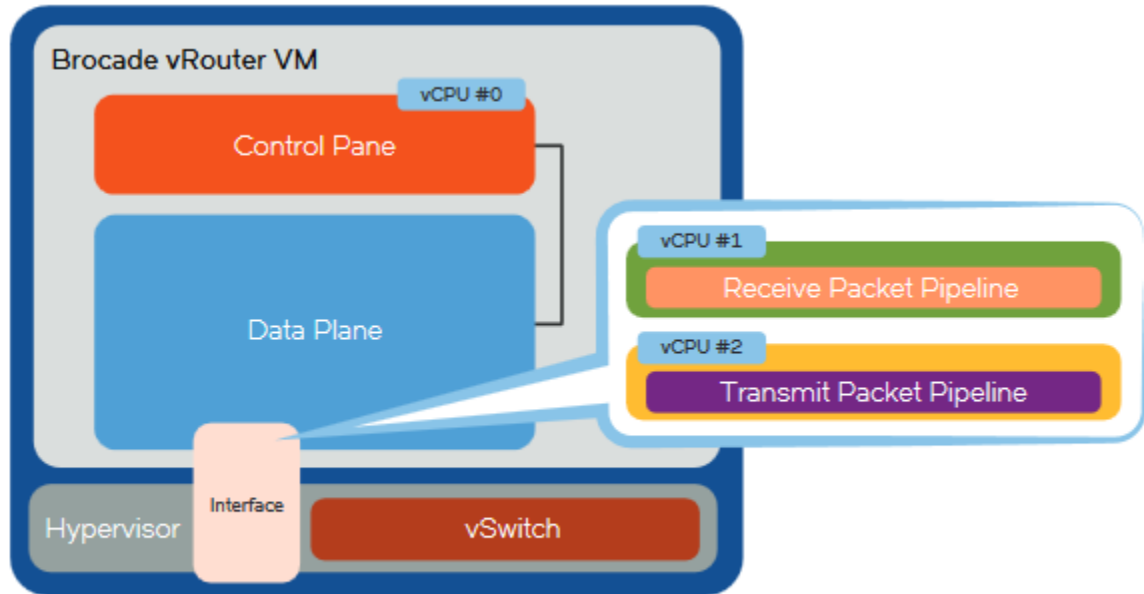 Brocade vRouter VM
vCPU #0
Control Pane
Data Plane
vCPU #1
Receive Packet Pipeline
vCPU #2
Transmit Packet Pipeline
Interface
Hypervisor
vSwitch